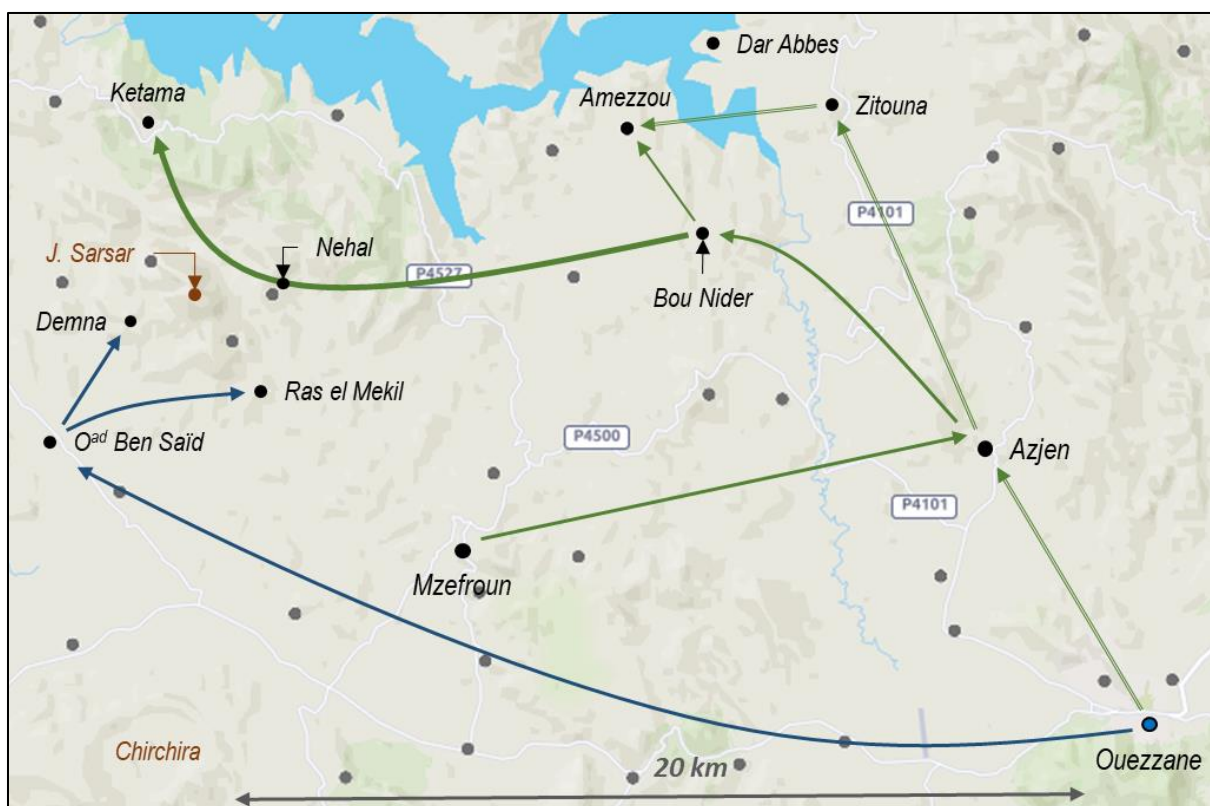 Dar Abbes
Ketama
Amezzou
Zitouna
P4101
J. Sarsar
Nehal
P4527
Bou Nider
Demna
Ras el Mekil
Oad Ben Saïd
P4500
Azjen
P4101
Mzefroun
Chirchira
20 km
Ouezzane